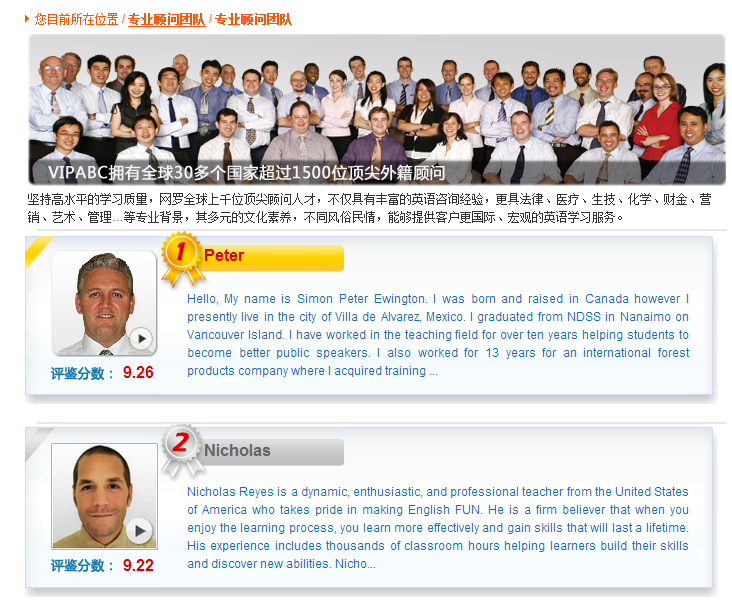 您目前所在位置 / 专业顾问团队 / 专业顾问团队
VIPABC拥有全球30多个国家超过1500位顶尖外籍顾问
坚持高水平的学习质量，网罗全球上千位顶尖顾问人才，不仅具有丰富的英语咨询经验，更具法律、医疗、生技、化学、财金、营
销、艺术、管理...等专业背景，其多元的文化素养，不同风俗民情，能够提供客户更国际、宏观的英语学习服务。
1 Peter
Hello, My name is Simon Peter Ewington. I was born and raised in Canada however I
presently live in the city of Villa de Alvarez, Mexico. I graduated from NDSS in Nanaimo on
Vancouver Island. I have worked in the teaching field for over ten years helping students to
become better public speakers. I also worked for 13 years for an international forest
products company where I acquired training ...
评鉴分数： 9.26
2 Nicholas
Nicholas Reyes is a dynamic, enthusiastic, and professional teacher from the United States
of America who takes pride in making English FUN. He is a firm believer that when you
enjoy the learning process, you learn more effectively and gain skills that will last a lifetime.
His experience includes thousands of classroom hours helping learners build their skills
and discover new abilities. Nicho...
评鉴分数： 9.22